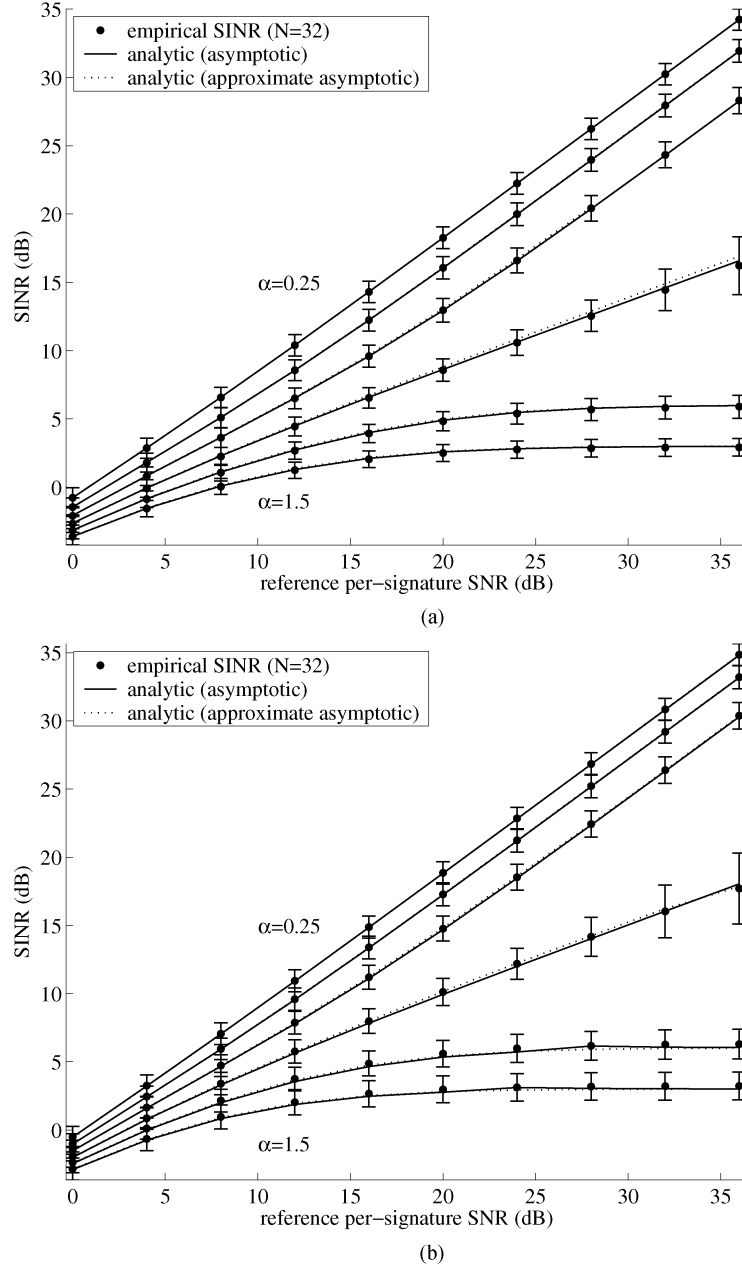 35
30
25
20
15
10
5
0
SINR (dB)
empirical SINR (N=32)
analytic (asymptotic)
analytic (approximate asymptotic)
α=0.25
α=1.5
0 5 10 15 20 25 30 35
reference per−signature SNR (dB)
(a)
35
30
25
20
15
10
5
0
SINR (dB)
empirical SINR (N=32)
analytic (asymptotic)
analytic (approximate asymptotic)
α=0.25
α=1.5
0 5 10 15 20 25 30 35
reference per−signature SNR (dB)
(b)